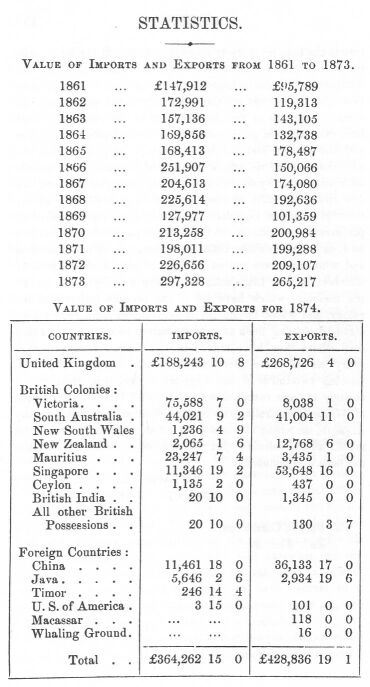 STATISTICS.
VALUE OF IMPORTS AND EXPORTS FROM 1861 TO 1873.
1861 ... £147,912 ... £95,789
1862 ... 172,991 ... 119,313
1863 ... 157,136 ... 143,105
1864 ... 169,856 ... 132,738
1865 ... 168,413 ... 178,487
1866 ... 251,907 ... 150,066
1867 ... 204,613 ... 174,080
1868 ... 225,614 ... 192,636
1869 ... 127,977 ... 101,359
1870 ... 213,258 ... 200,984
1871 ... 198,011 ... 199,288
1872 ... 226,656 ... 209,107
1873 ... 297,328 ... 265,217
VALUE OF IMPORTS AND EXPORTS FOR 1874.
COUNTRIES. IMPORTS. EXPORTS.
United Kingdom . £188,243 10 8 £268,726 4 0
British Colonies :
Victoria . . . . 75,588 7 0 8,038 1 0
South Australia . 44,021 9 2 41,004 11 0
New South Wales 1,236 4 9
New Zealand . . 2,065 1 6 12,768 6 0
Mauritius . . . 23,247 7 4 3,435 1 0
Singapore . . . 11,346 19 2 53,648 16 0
Ceylon . . . . 1,135 2 0 437 0 0
British India . . 20 10 0 1,345 0 0
All other British
Possessions . . 20 10 0 130 3 7
Foreign Countries :
China . . . . 11,461 18 0 36,133 17 0
Java . . . . . 5,646 2 6 2,934 19 6
Timor . . . . 246 14 4
U. S. of America . 3 15 0 101 0 0
Macassar . . . ... ... 118 0 0
Whaling Ground. ... ... 16 0 0
Total . . £364,262 15 0 £428,836 19 1